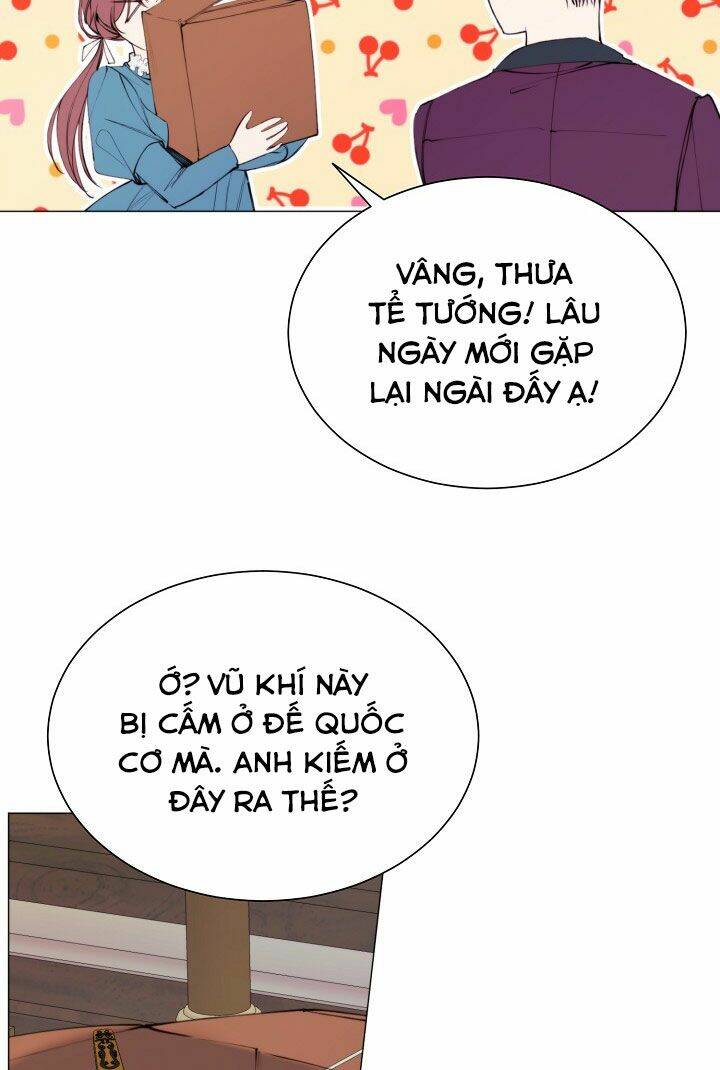 VÂNG, THƯA
TỂ TƯỚNG! LÂU
NGÀY MỚI GẶP
LẠI NGÀI ĐẤY Ạ!
Ớ? VŨ KHÍ NÀY
BỊ CẤM Ở ĐẾ QUỐC
CƠ MÀ. ANH KIẾM Ở
ĐÂY RA THẾ?